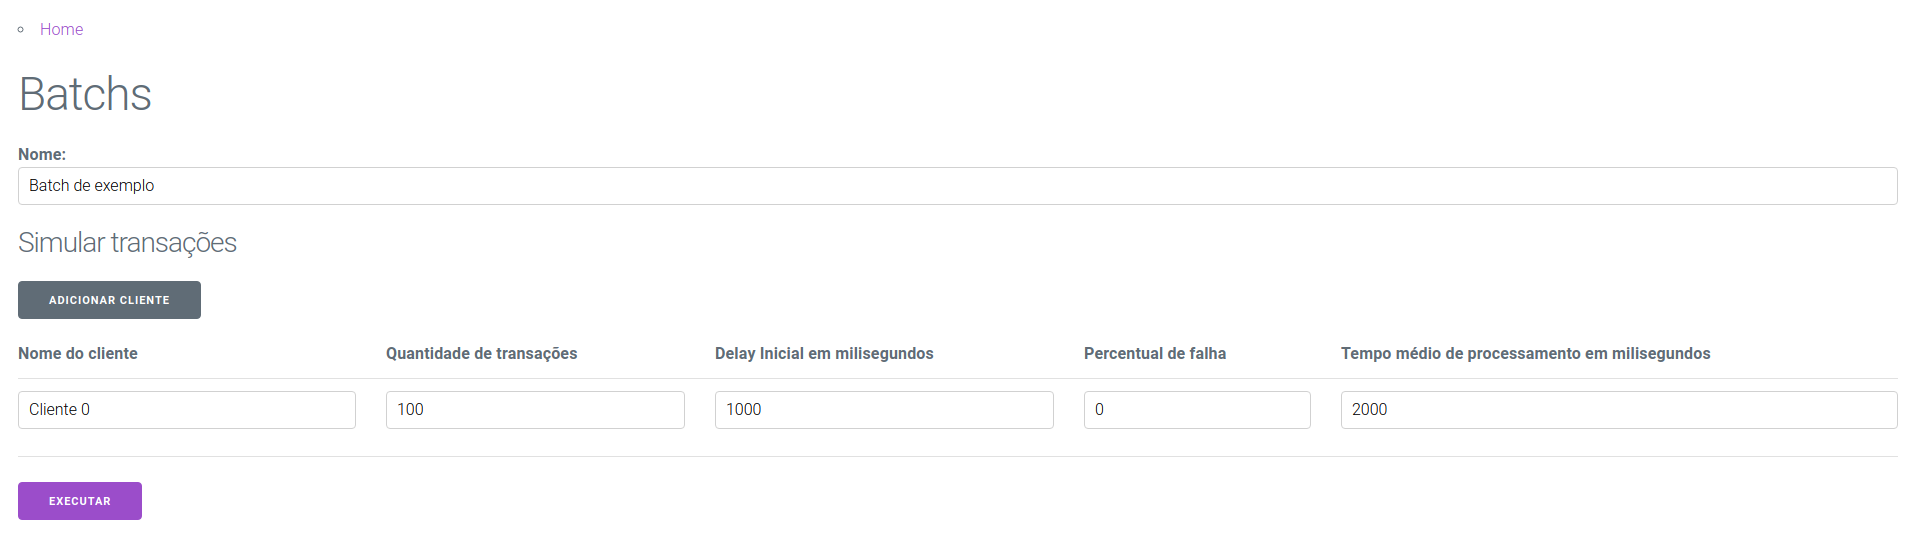 Home
Batchs
Nome:
Batch de exemplo
Simular transações
ADICIONAR CLIENTE
Nome do cliente Quantidade de transações Delay Inicial em milisegundos Percentual de falha Tempo médio de processamento em milisegundos
Cliente 0 100 1000 0 2000
EXECUTAR